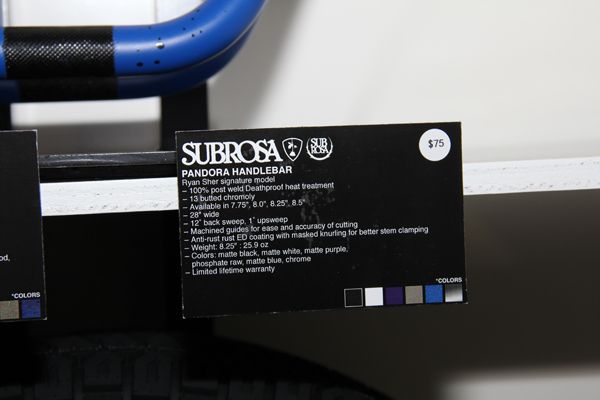 SUBROSA SUB ROSA $75
PANDORA HANDLEBAR
Ryan Sher signature model
– 100% post weld Deathproof heat treatment
– 13 butted chromoly
– Available in 7.75", 8.0", 8.25", 8.5"
– 28" wide
– 12˚ back sweep, 1˚ upsweep
– Machined guides for ease and accuracy of cutting
– Anti-rust rust ED coating with masked knurling for better stem clamping
– Weight: 8.25" : 25.9 oz
– Colors: matte black, matte white, matte purple,
phosphate raw, matte blue, chrome
– Limited lifetime warranty
*COLORS
*COLORS